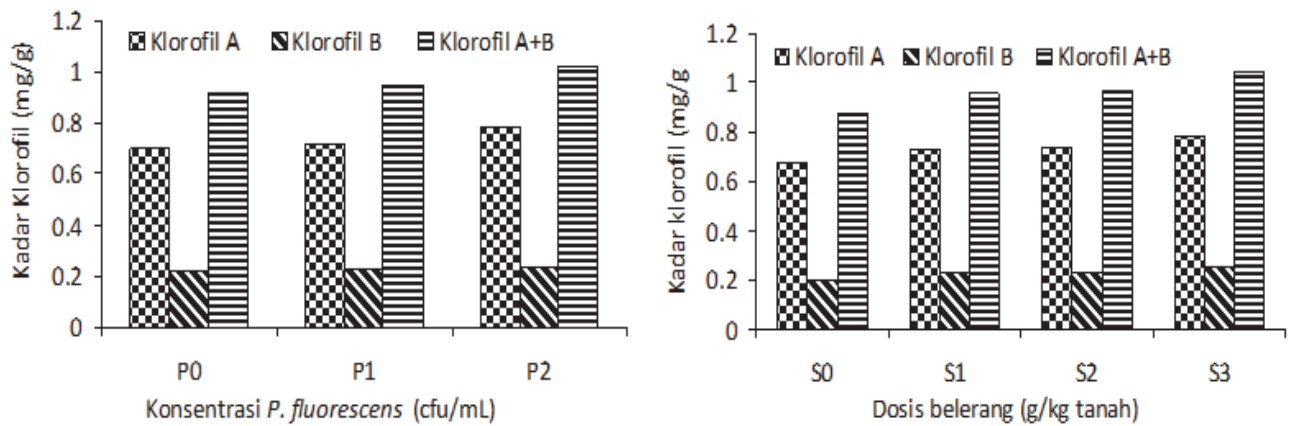 Kadar Klorofil (mg/g)
1.2
1
0.8
0.6
0.4
0.2
0
Klorofil A Klorofil B Klorofil A+B
P0 P1 P2
Konsentrasi P. fluorescens (cfu/mL)
Kadar klorofil (mg/g
1.2
1
0.8
0.6
0.4
0.2
0
Klorofil A Klorofil B Klorofil A+B
S0 S1 S2 S3
Dosis belerang (g/kg tanah)